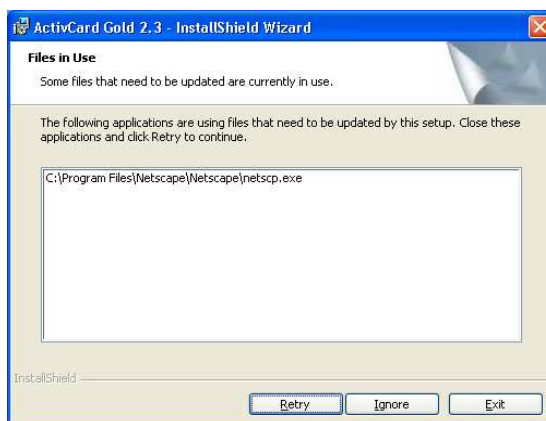 ActivCard Gold 2.3 - InstallShield Wizard
Files in Use
Some files that need to be updated are currently in use.
The following applications are using files that need to be updated by this setup. Close these
applications and click Retry to continue.
C:\Program Files\Netscape\Netscape\netscp.exe
InstallShield
Retry Ignore Exit